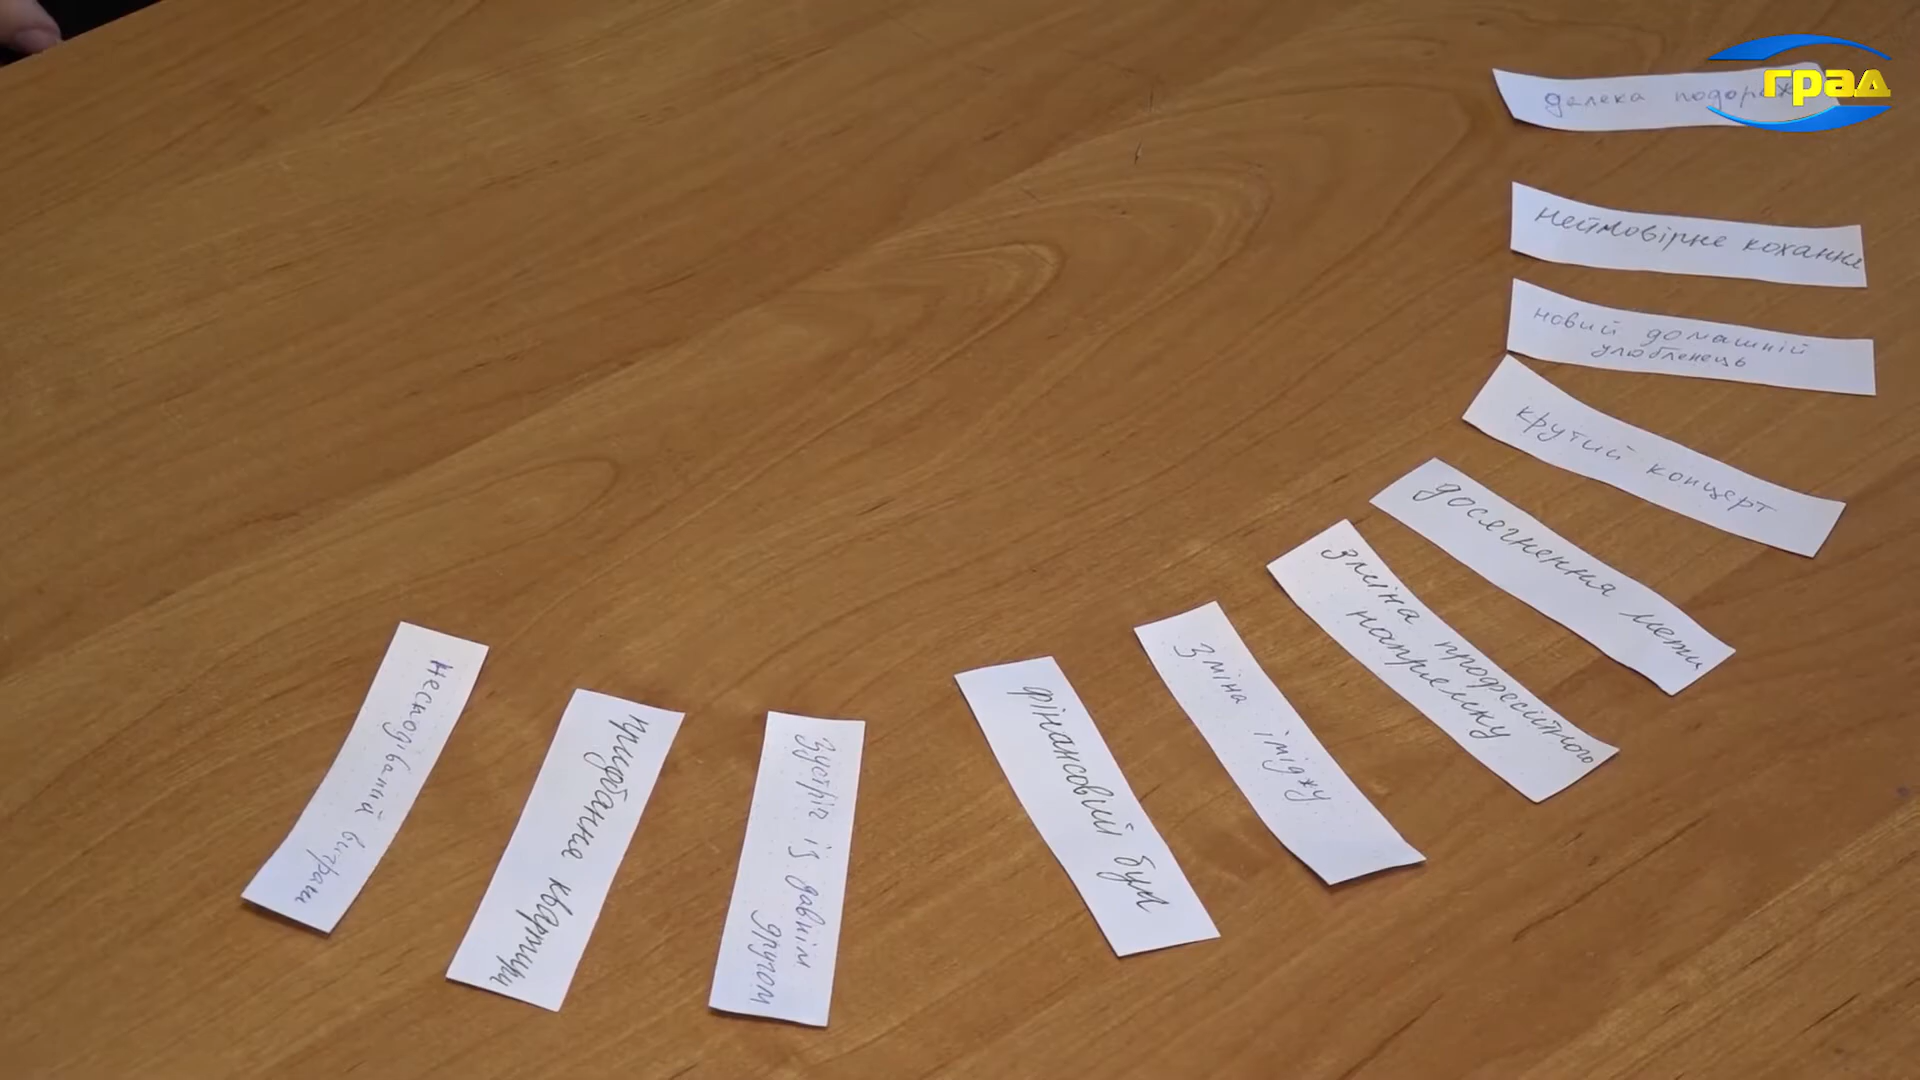 град
далека подорож
неймовірне кохання
новий домашній
улюбленець
крутий концерт
досягнення мети
зміна професійного
напрямку
Зміна іміджу
фінансовий бум
Зустріч із давнім
другом
придбання квартири
Несподіваний виграш